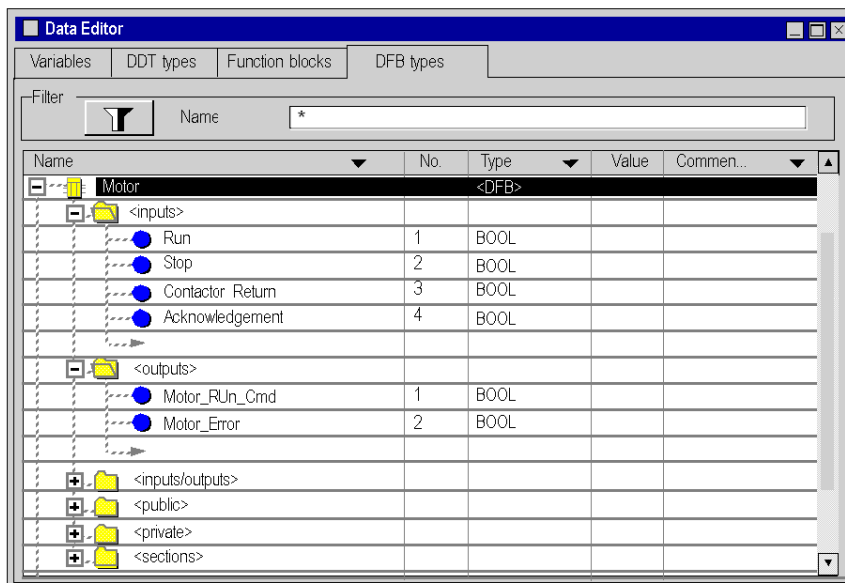 Data Editor
Variables DDT types Function blocks DFB types
Filter
Name *
Name No. Type Value Commen...
Motor <DFB>
<inputs>
Run 1 BOOL
Stop 2 BOOL
Contactor Return 3 BOOL
Acknowledgement 4 BOOL
<outputs>
Motor_RUn_Cmd 1 BOOL
Motor_Error 2 BOOL
<inputs/outputs>
<public>
<private>
<sections>